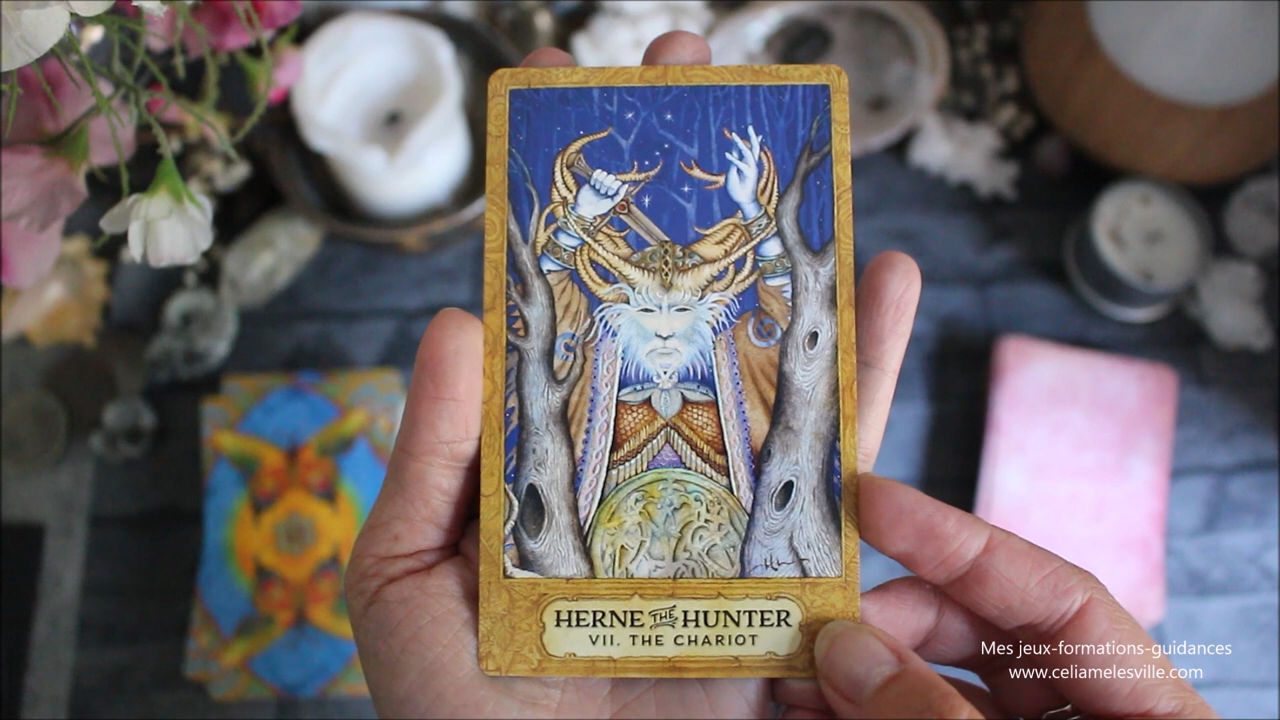 HERNE THE HUNTER
VII. THE CHARIOT
Mes jeux-formations-guidances
www.celiamelesville.com